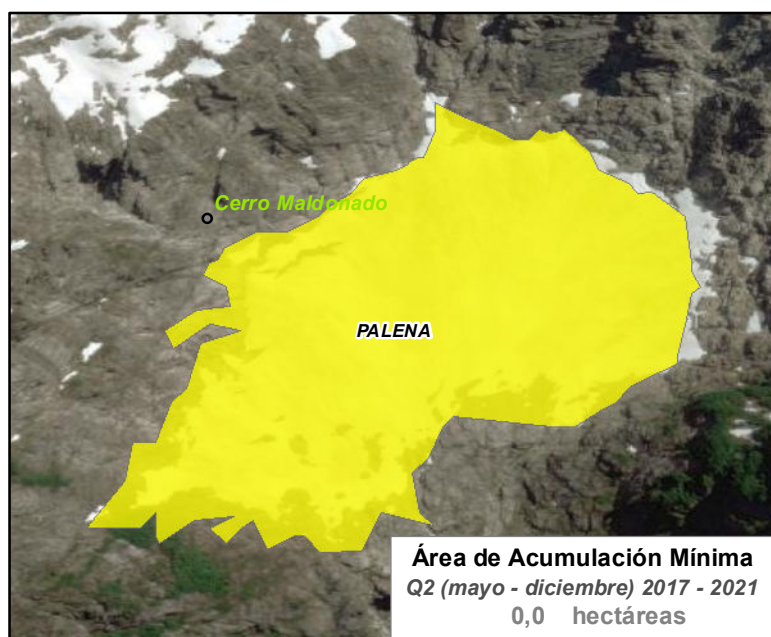 Cerro Maldonado
PALENA
Área de Acumulación Mínima
Q2 (mayo - diciembre) 2017 - 2021
0,0 hectáreas